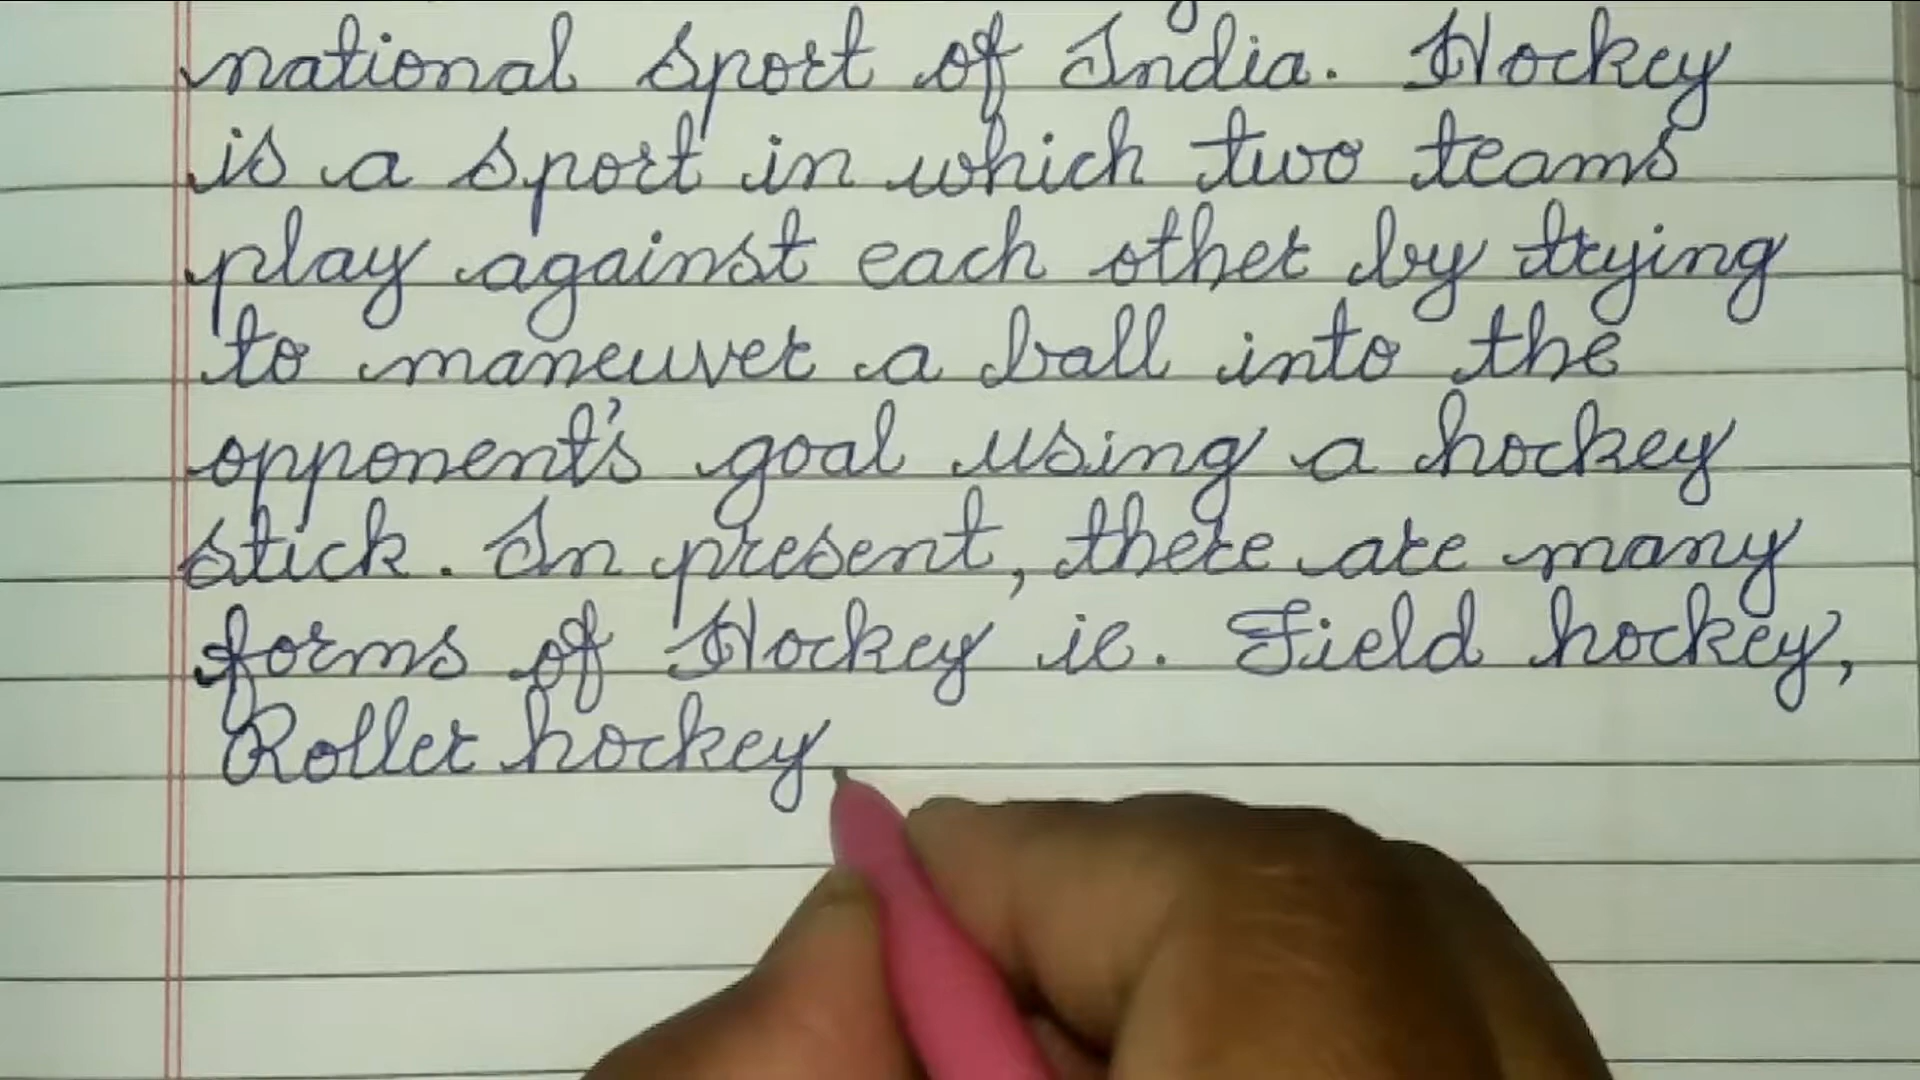 national sport of India. Hockey
is a sport in which two teams
play against each other by trying
to maneuver a ball into the
opponent's goal using a hockey
stick. In present, there are many
forms of Hockey ie. Field hockey,
Roller hockey